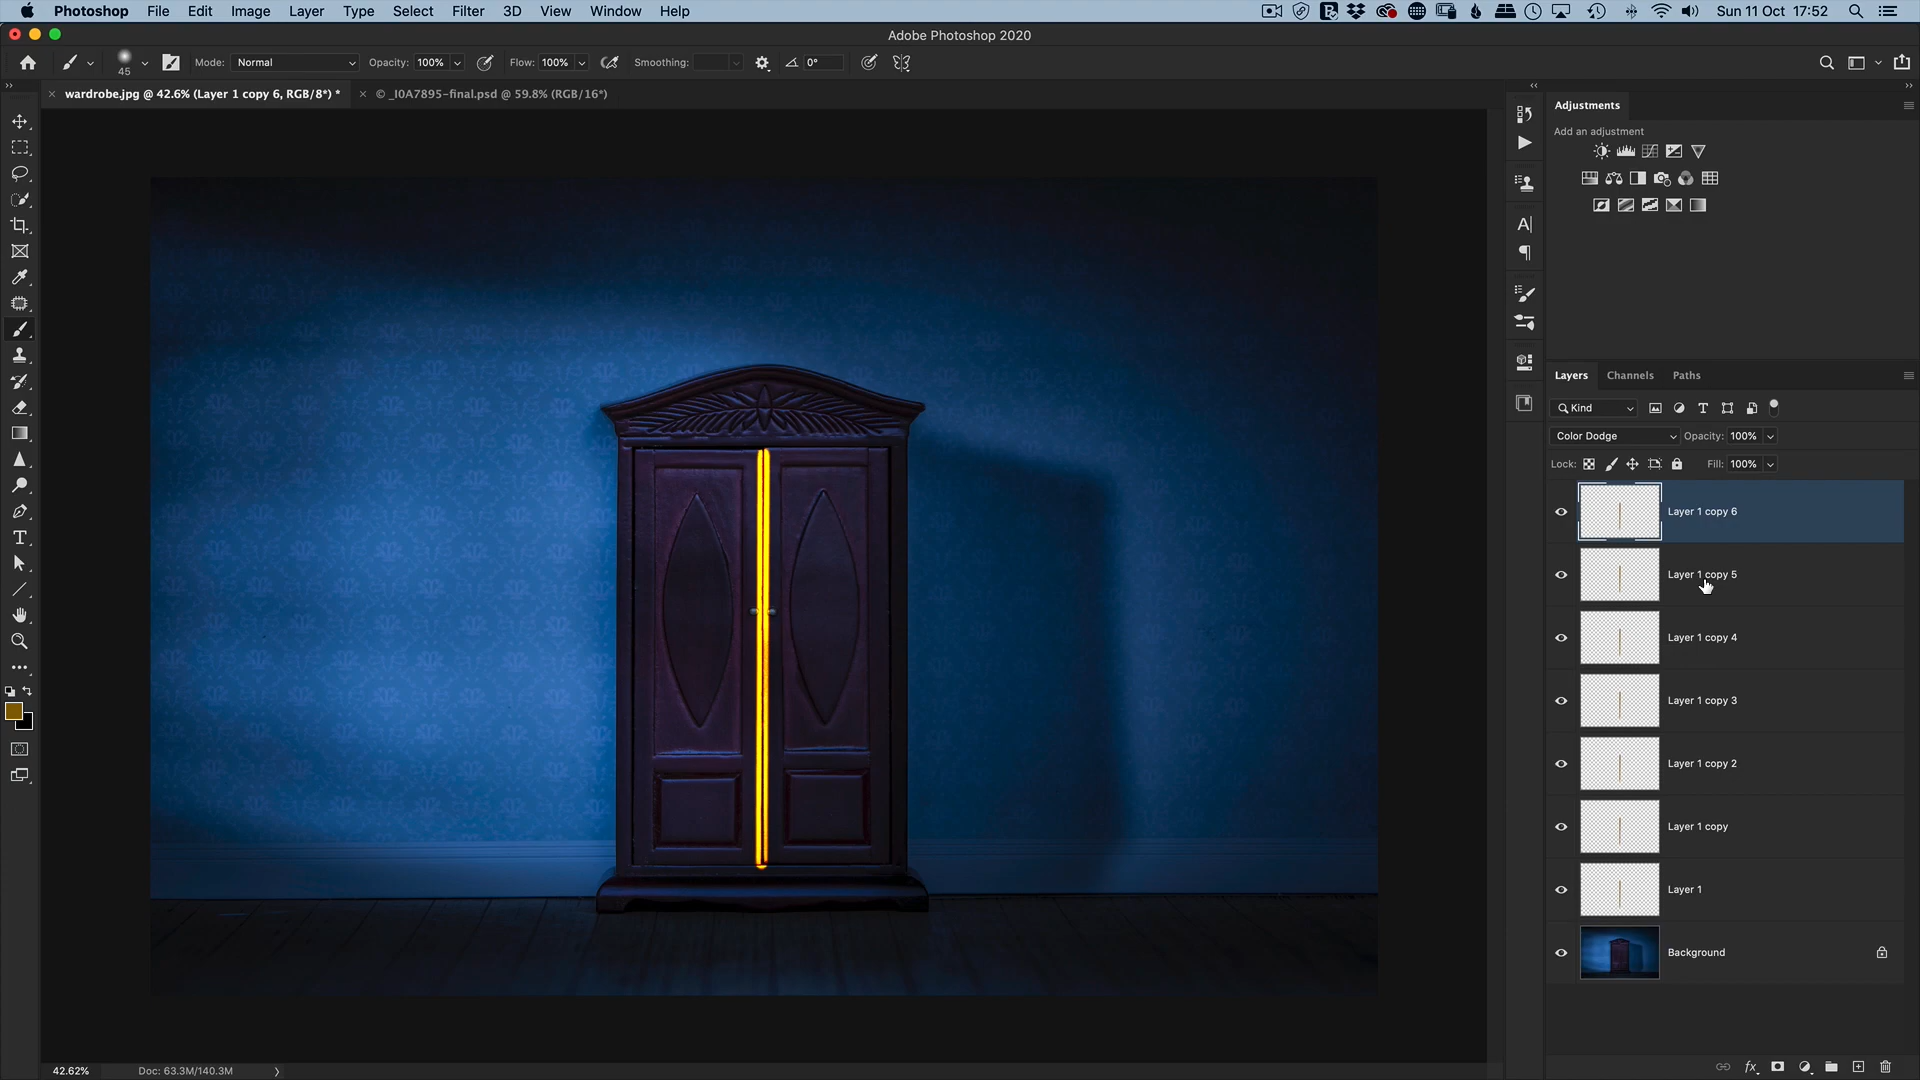 Photoshop File Edit Image Layer Type Select Filter 3D View Window Help Sun 11 Oct 17:52
Adobe Photoshop 2020
45 Mode: Normal Opacity: 100% Flow: 100% Smoothing: 0°
wardrobe.jpg @ 42.6% (Layer 1 copy 6, RGB/8*) * © _I0A7895-final.psd @ 59.8% (RGB/16*)
Adjustments
Add an adjustment
Layers Channels Paths
Kind
Color Dodge Opacity: 100%
Lock: Fill: 100%
Layer 1 copy 6
Layer 1 copy 5
Layer 1 copy 4
Layer 1 copy 3
Layer 1 copy 2
Layer 1 copy
Layer 1
Background
42.62% Doc: 63.3M/140.3M